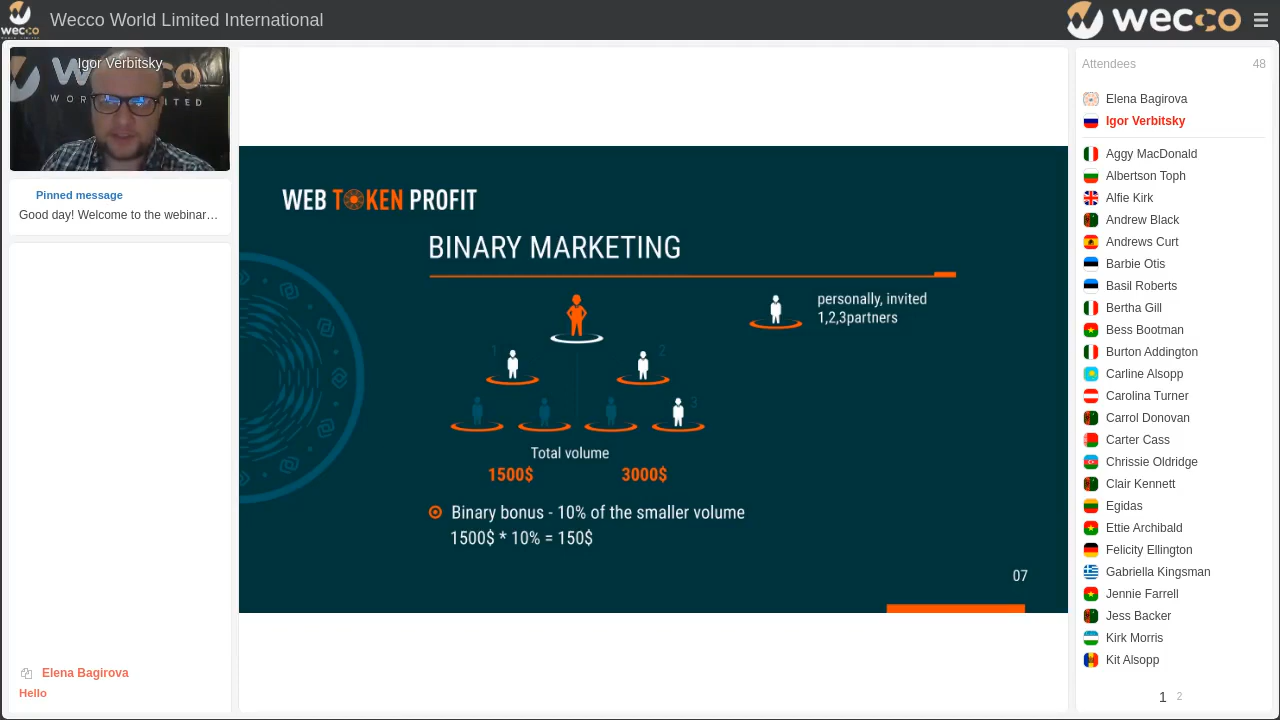 Wecco World Limited International
wecco
wecco
Igor Verbitsky
Pinned message
Good day! Welcome to the webinar…
Elena Bagirova
Hello
WEB TOKEN PROFIT
BINARY MARKETING
personally, invited
1,2,3partners
1
2
3
Total volume
1500$ 3000$
Binary bonus - 10% of the smaller volume
1500$ * 10% = 150$
07
Attendees 48
Elena Bagirova
Igor Verbitsky
Aggy MacDonald
Albertson Toph
Alfie Kirk
Andrew Black
Andrews Curt
Barbie Otis
Basil Roberts
Bertha Gill
Bess Bootman
Burton Addington
Carline Alsopp
Carolina Turner
Carrol Donovan
Carter Cass
Chrissie Oldridge
Clair Kennett
Egidas
Ettie Archibald
Felicity Ellington
Gabriella Kingsman
Jennie Farrell
Jess Backer
Kirk Morris
Kit Alsopp
1 2